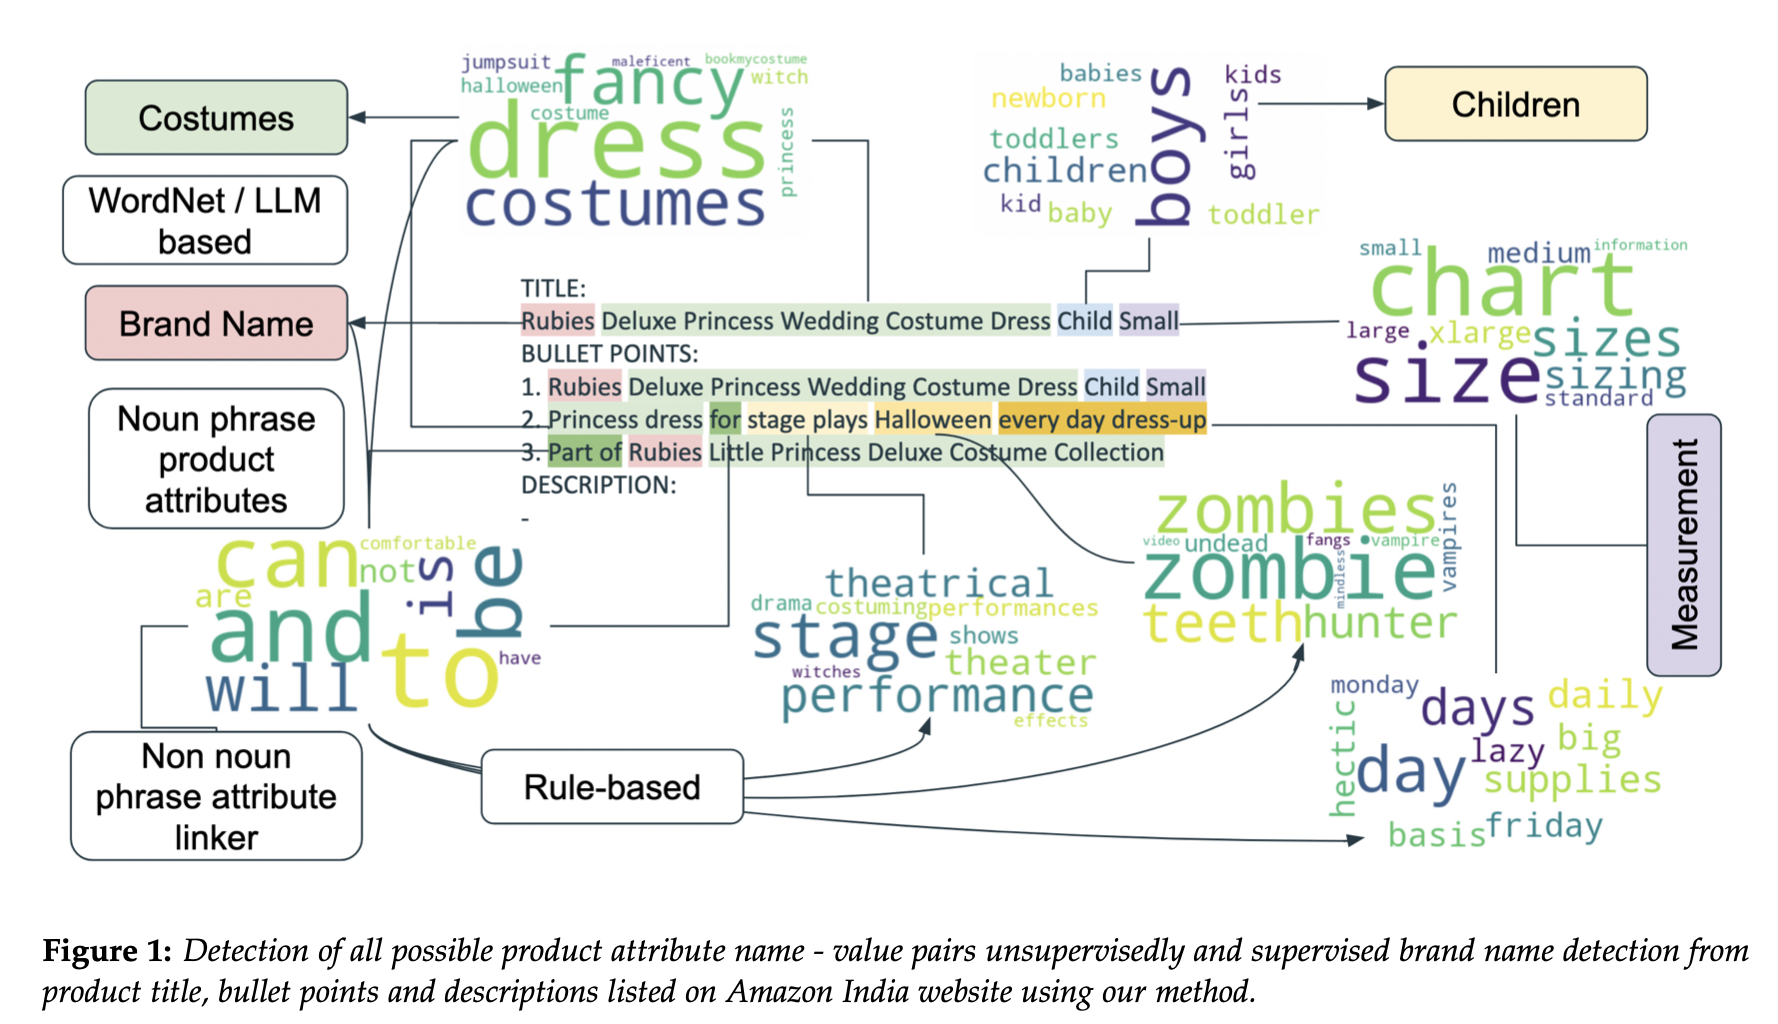 jumpsuit
maleficent
bookmycostume
halloween
fancy
witch
costume
dress
princess
costumes
babies
kids
newborn
boys
girls
toddlers
children
kid
baby
toddler
Costumes
Children
WordNet / LLM
based
small
medium
information
chart
large
xlarge
sizes
size
sizing
standard
Brand Name
TITLE:
Rubies Deluxe Princess Wedding Costume Dress Child Small
BULLET POINTS:
1. Rubies Deluxe Princess Wedding Costume Dress Child Small
2. Princess dress for stage plays Halloween every day dress-up
3. Part of Rubies Little Princess Deluxe Costume Collection
DESCRIPTION:
-
Noun phrase
product
attributes
Measurement
can
comfortable
not
is
be
are
and
to
have
will
theatrical
drama
costuming
performances
stage
shows
witches
theater
performance
effects
zombies
vampires
video
undead
fangs
vampire
zombie
mindless
teeth
hunter
monday
days
daily
hectic
lazy
big
day
supplies
basis
friday
Non noun
phrase attribute
linker
Rule-based
Figure 1: Detection of all possible product attribute name - value pairs unsupervisedly and supervised brand name detection from
product title, bullet points and descriptions listed on Amazon India website using our method.